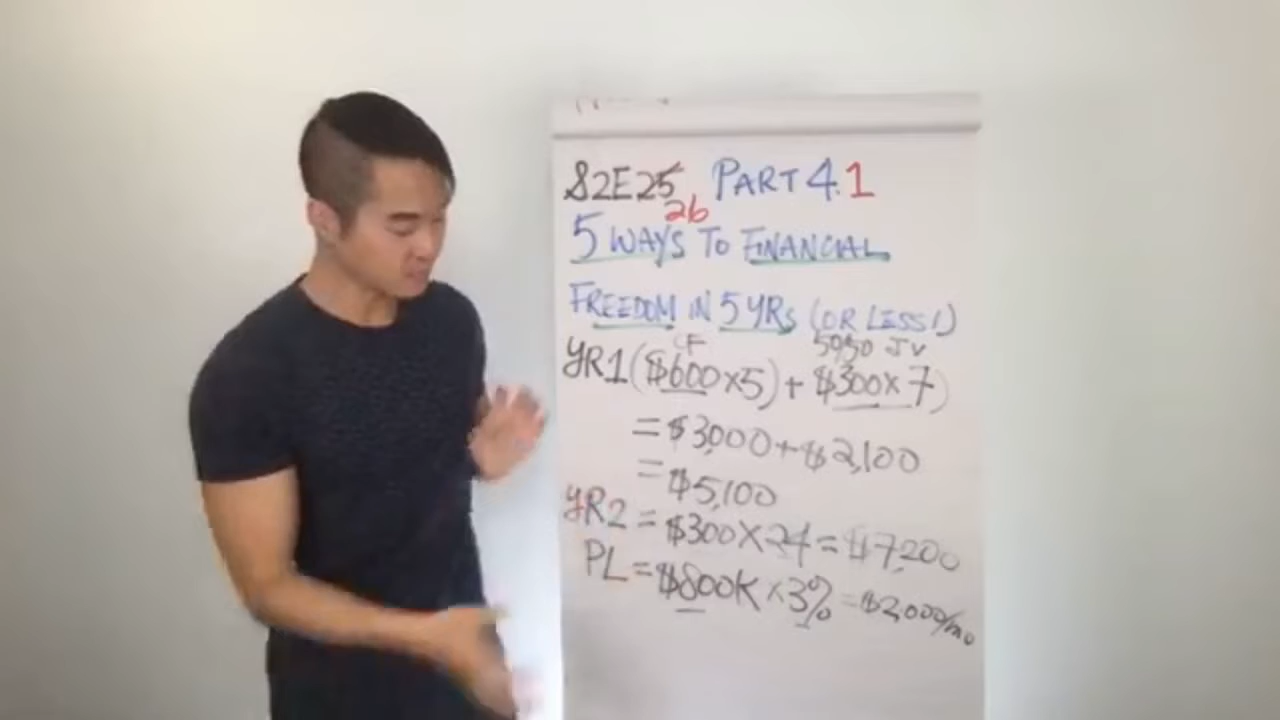 S2E25 PART 4.1
26
5 WAYS TO FINANCIAL
FREEDOM IN 5 YRS (OR LESS!)
CF 50/50 JV
YR1 ($600 x 5) + $300 x 7)
= $3,000 + $2,100
= $5,100
YR2 = $300 X 24 = $7,200
PL = $800K x 3% = $2,000/mo